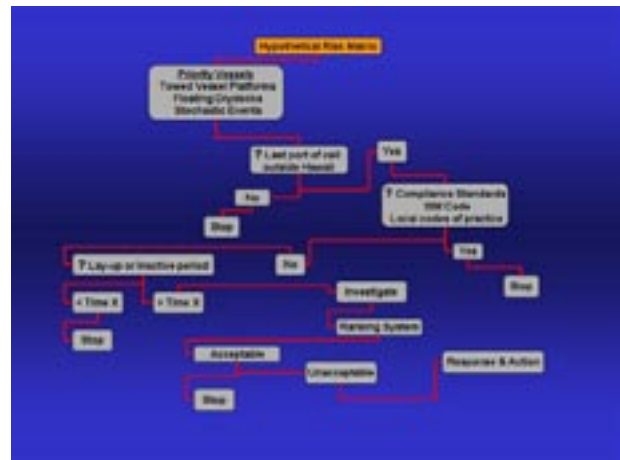 Hypothetical Risk Matrix
Priority Vessels
Towed Vessel Platforms
Floating Drydocks
Stochastic Events
? Last port of call
outside Hawaii
Yes
No
Stop
? Compliance Standards
Code
Local codes of practice
Yes
Stop
No
? Lay-up or inactive period
< Time X
> Time X
Stop
Investigate
Ranking System
Acceptable
Unacceptable
Stop
Response & Action